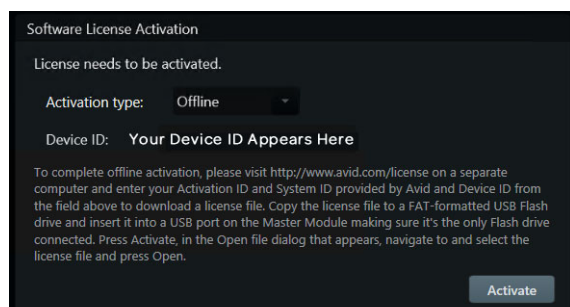 Software License Activation
License needs to be activated.
Activation type: Offline
Device ID: Your Device ID Appears Here
To complete offline activation, please visit http://www.avid.com/license on a separate
computer and enter your Activation ID and System ID provided by Avid and Device ID from
the field above to download a license file. Copy the license file to a FAT-formatted USB Flash
drive and insert it into a USB port on the Master Module making sure it's the only Flash drive
connected. Press Activate, in the Open file dialog that appears, navigate to and select the
license file and press Open.
Activate